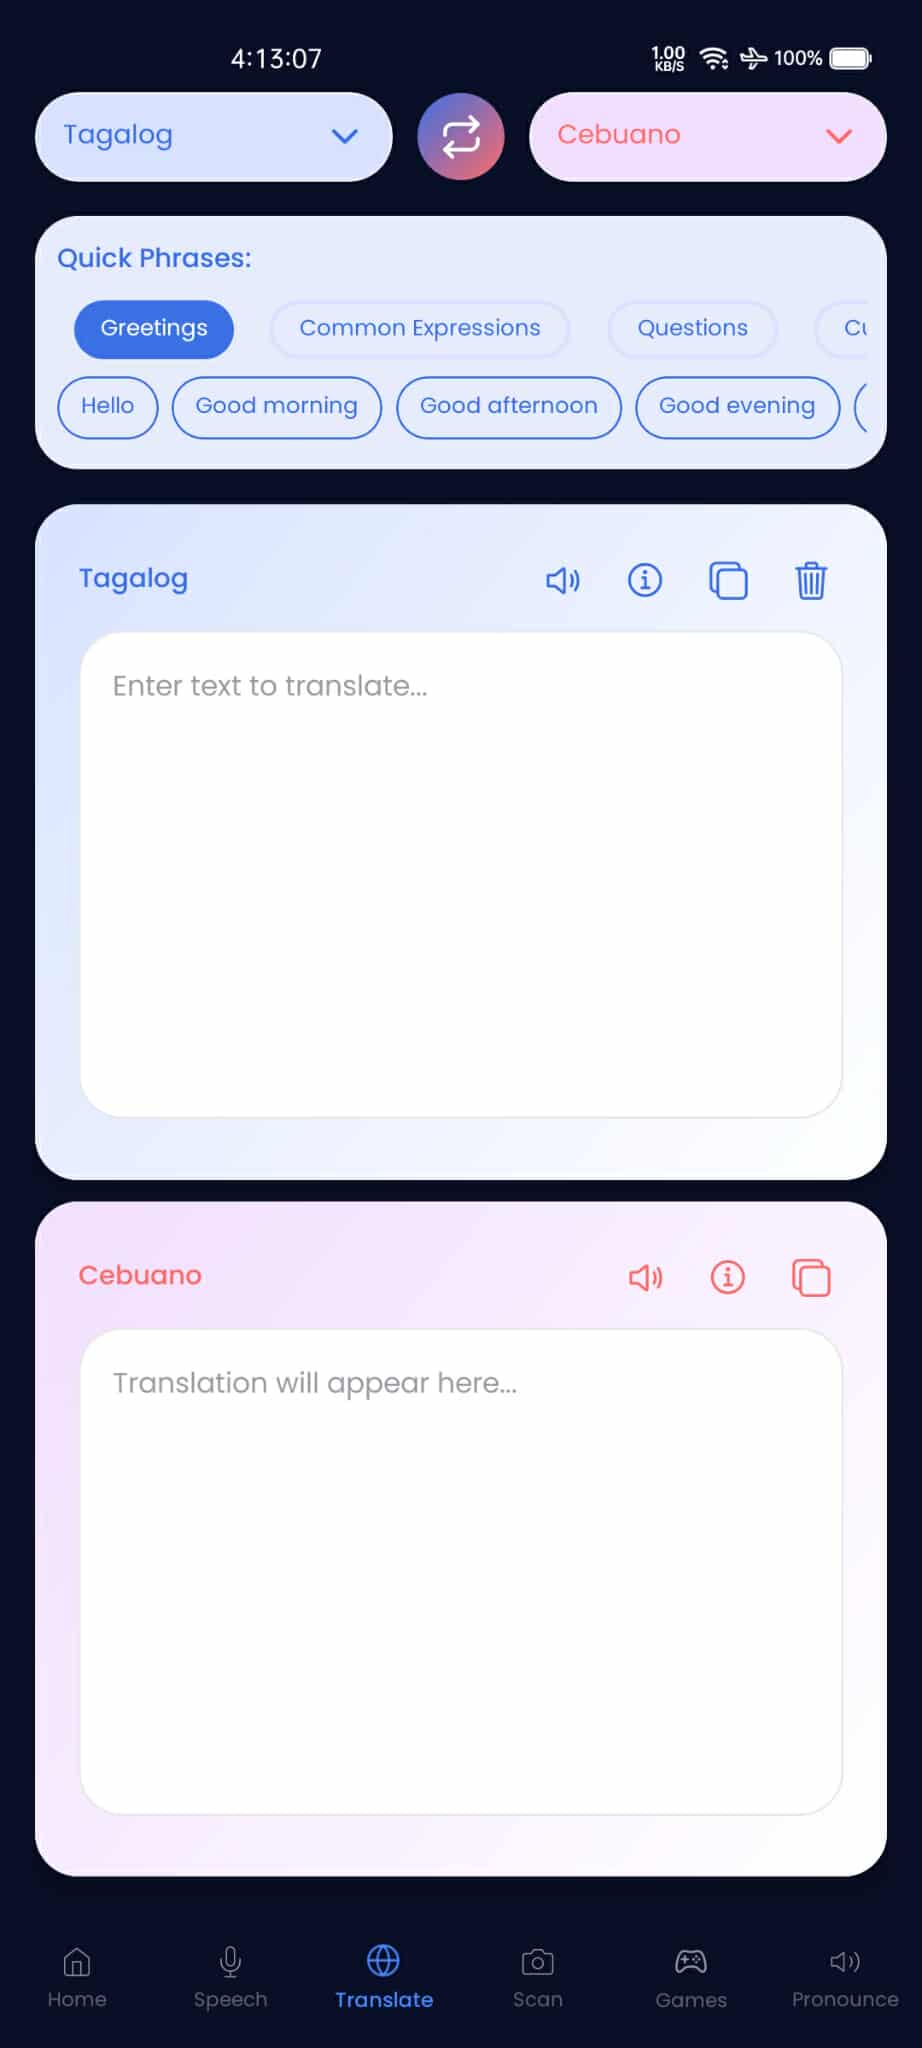 4:13:07 1.00 KB/S 100%
Tagalog Cebuano
Quick Phrases:
Greetings Common Expressions Questions
Hello Good morning Good afternoon Good evening
Tagalog
Enter text to translate...
Cebuano
Translation will appear here...
Home Speech Translate Scan Games Pronounce